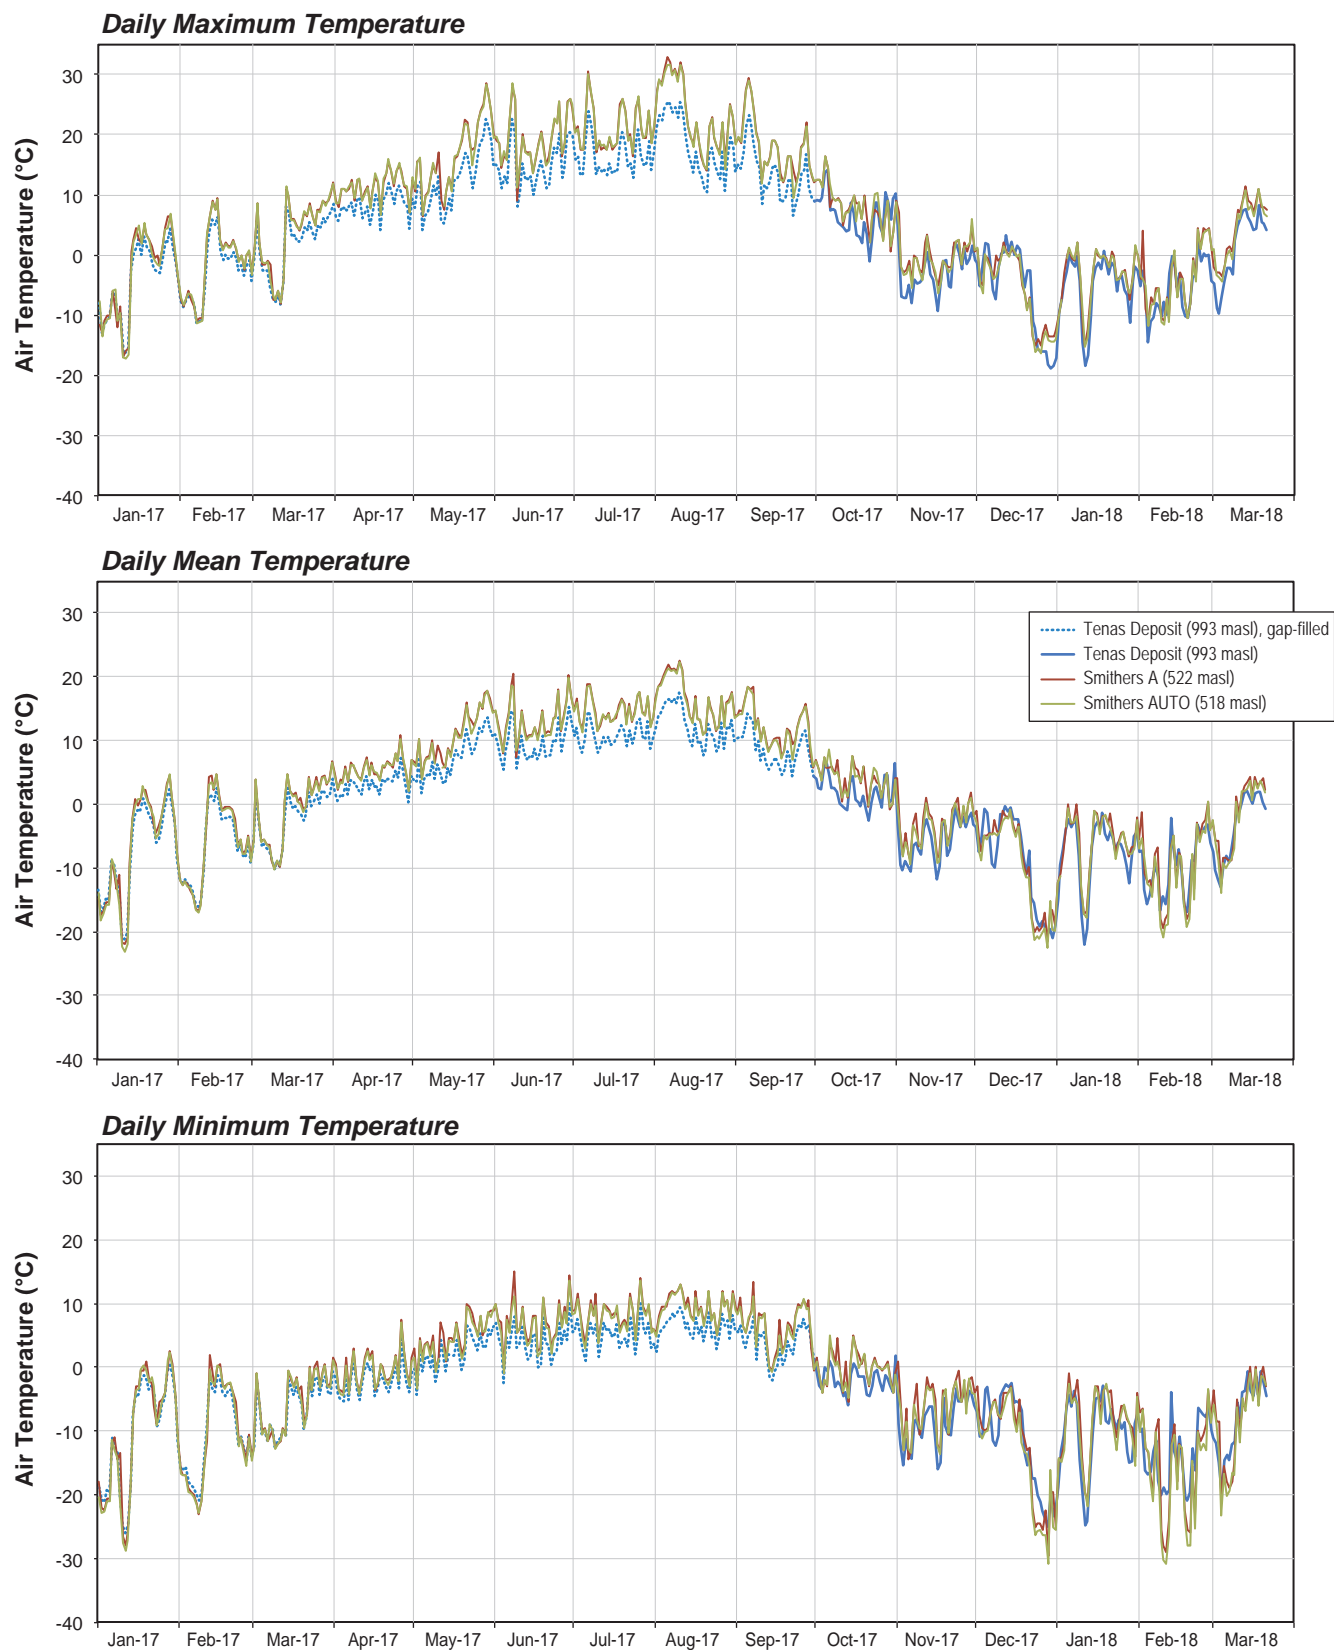 Daily Maximum Temperature
Air Temperature (°C)
30
20
10
0
-10
-20
-30
-40
Jan-17 Feb-17 Mar-17 Apr-17 May-17 Jun-17 Jul-17 Aug-17 Sep-17 Oct-17 Nov-17 Dec-17 Jan-18 Feb-18 Mar-18
Daily Mean Temperature
Air Temperature (°C)
30
20
10
0
-10
-20
-30
-40
Tenas Deposit (993 masl), gap-filled
Tenas Deposit (993 masl)
Smithers A (522 masl)
Smithers AUTO (518 masl)
Jan-17 Feb-17 Mar-17 Apr-17 May-17 Jun-17 Jul-17 Aug-17 Sep-17 Oct-17 Nov-17 Dec-17 Jan-18 Feb-18 Mar-18
Daily Minimum Temperature
Air Temperature (°C)
30
20
10
0
-10
-20
-30
-40
Jan-17 Feb-17 Mar-17 Apr-17 May-17 Jun-17 Jul-17 Aug-17 Sep-17 Oct-17 Nov-17 Dec-17 Jan-18 Feb-18 Mar-18